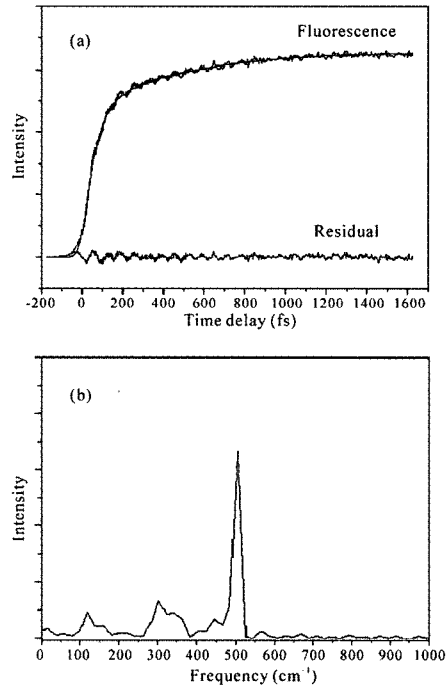 (a)
Fluorescence
Intensity
Residual
-200 0 200 400 600 800 1000 1200 1400 1600
Time delay (fs)
(b)
Intensity
0 100 200 300 400 500 600 700 800 900 1000
Frequency (cm⁻¹)